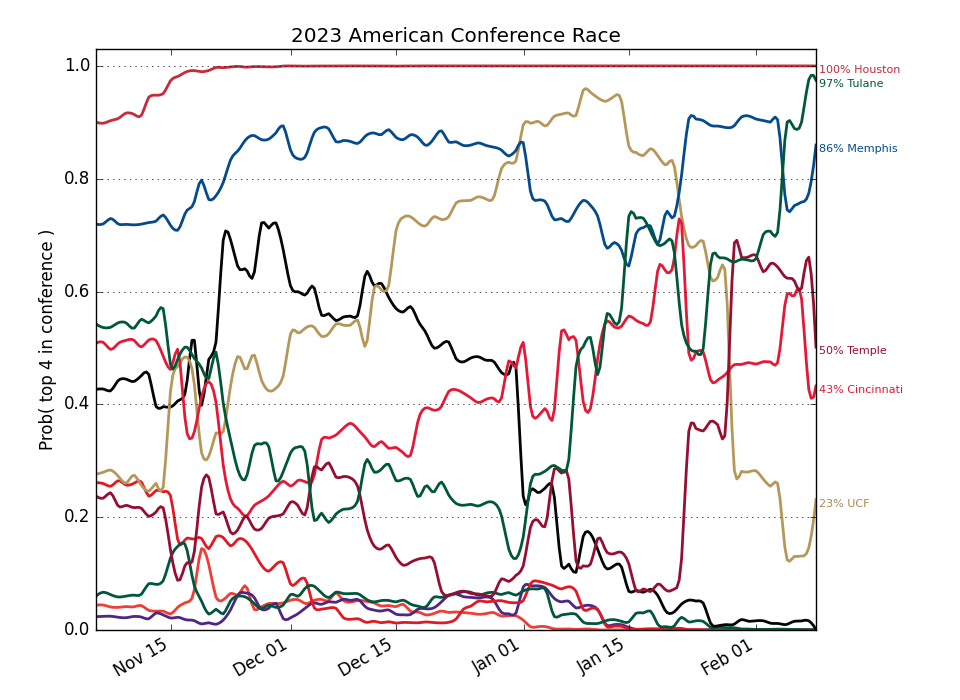 2023 American Conference Race
Prob( top 4 in conference )
1.0
0.8
0.6
0.4
0.2
0.0
100% Houston
97% Tulane
86% Memphis
50% Temple
43% Cincinnati
23% UCF
Nov 15
Dec 01
Dec 15
Jan 01
Jan 15
Feb 01